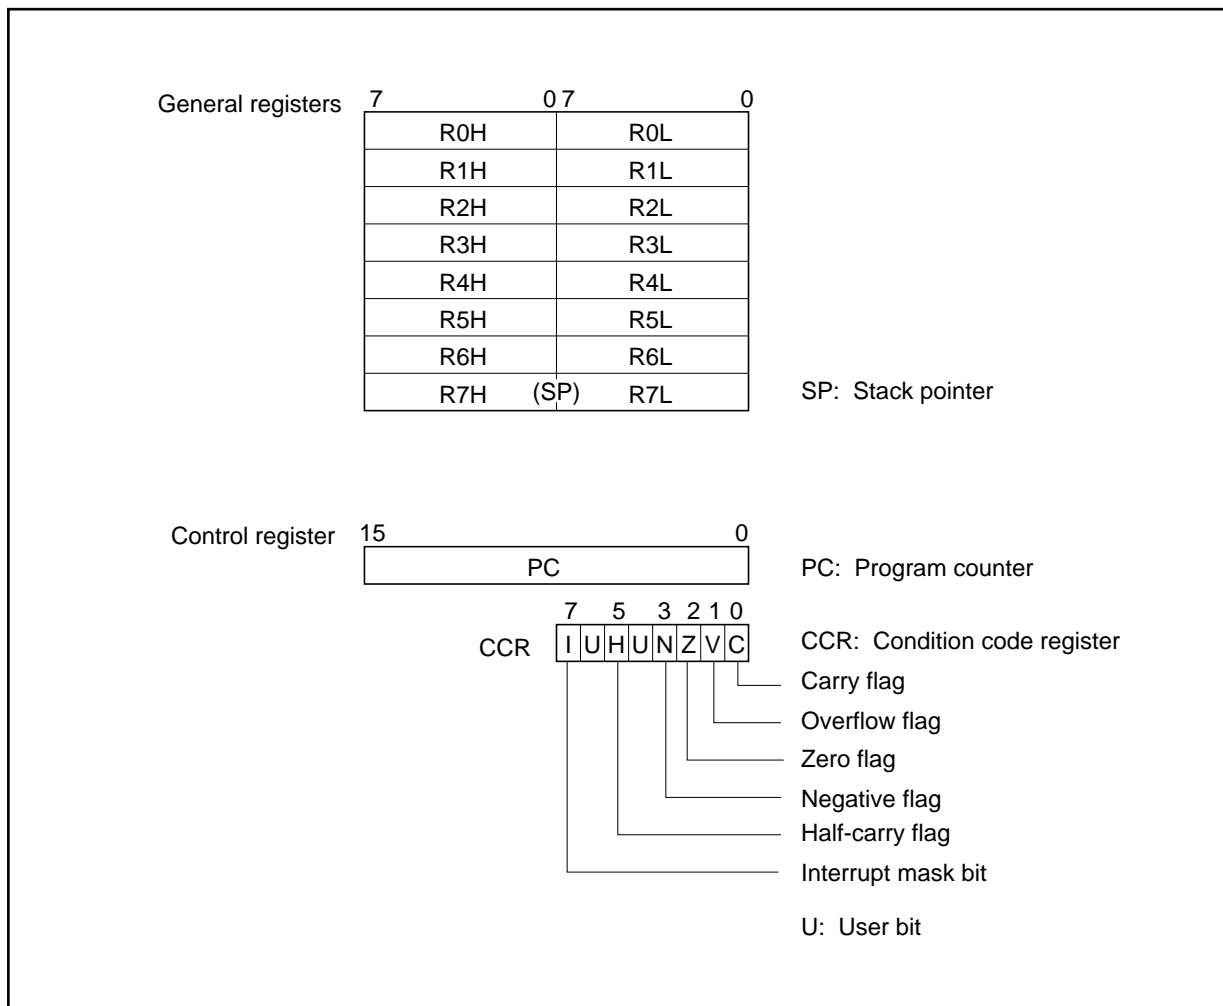 General registers 7 0 7 0
R0H R0L
R1H R1L
R2H R2L
R3H R3L
R4H R4L
R5H R5L
R6H R6L
R7H (SP) R7L SP: Stack pointer
Control register 15 0
PC PC: Program counter
7 5 3 2 1 0
CCR I U H U N Z V C CCR: Condition code register
Carry flag
Overflow flag
Zero flag
Negative flag
Half-carry flag
Interrupt mask bit
U: User bit